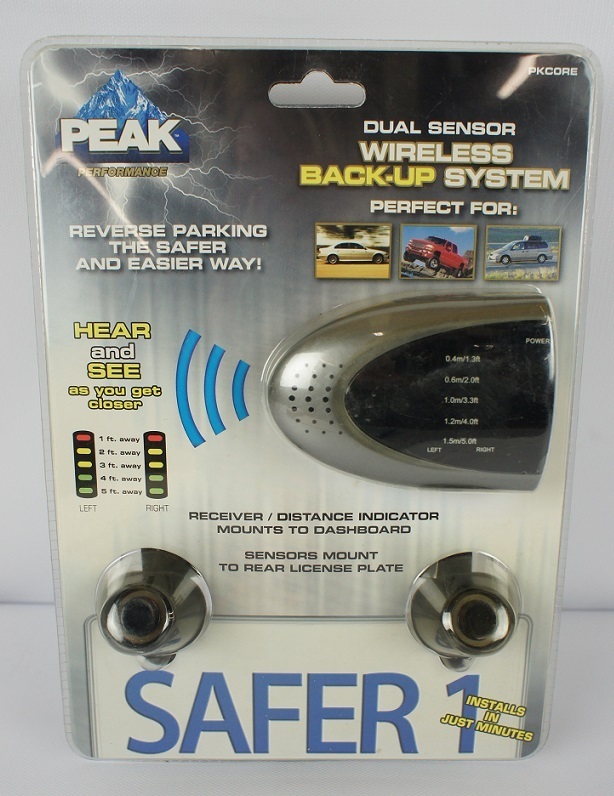 PKC0RE
PEAK
PERFORMANCE
DUAL SENSOR
WIRELESS
BACK-UP SYSTEM
PERFECT FOR:
REVERSE PARKING
THE SAFER
AND EASIER WAY!
HEAR
and
SEE
as you get
closer
1 ft. away
2 ft. away
3 ft. away
4 ft. away
5 ft. away
LEFT RIGHT
POWER
0.4m/1.3ft
0.6m/2.0ft
1.0m/3.3ft
1.2m/4.0ft
1.5m/5.0ft
LEFT RIGHT
RECEIVER / DISTANCE INDICATOR
MOUNTS TO DASHBOARD
SENSORS MOUNT
TO REAR LICENSE PLATE
SAFER 1
INSTALLS
IN
JUST MINUTES